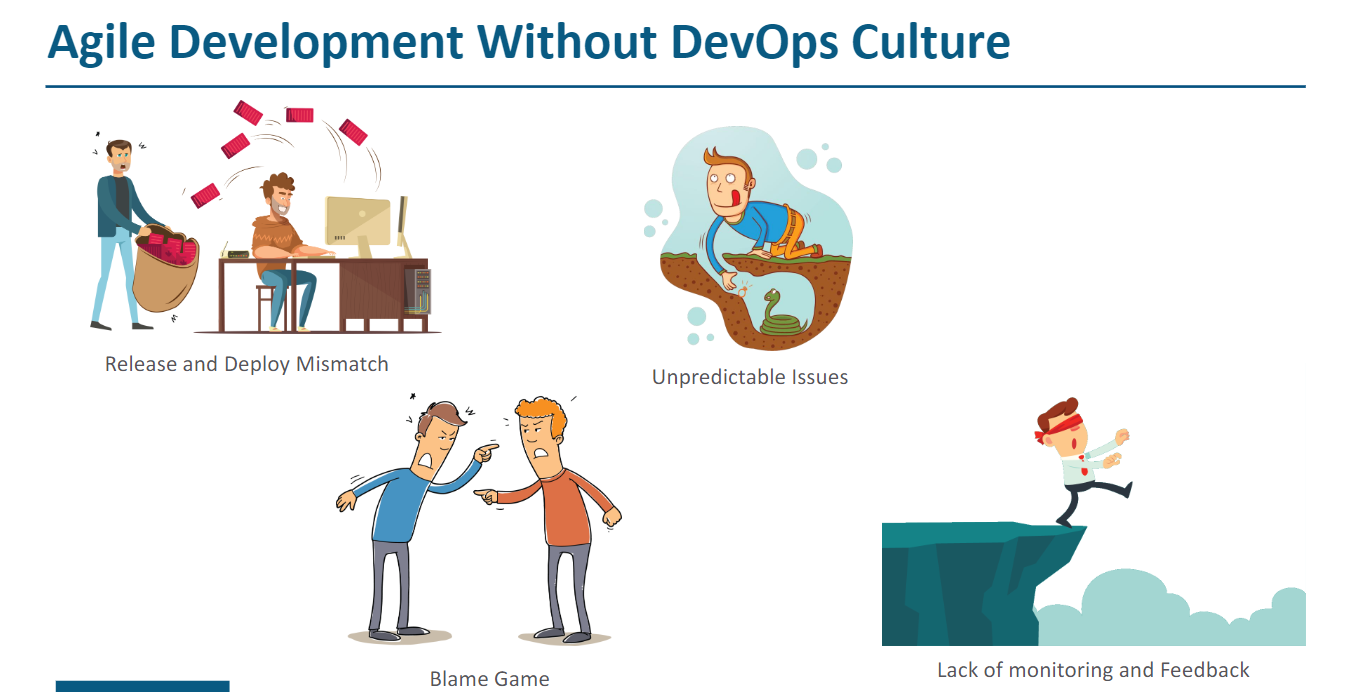 Agile Development Without DevOps Culture
Release and Deploy Mismatch
Unpredictable Issues
Blame Game
Lack of monitoring and Feedback